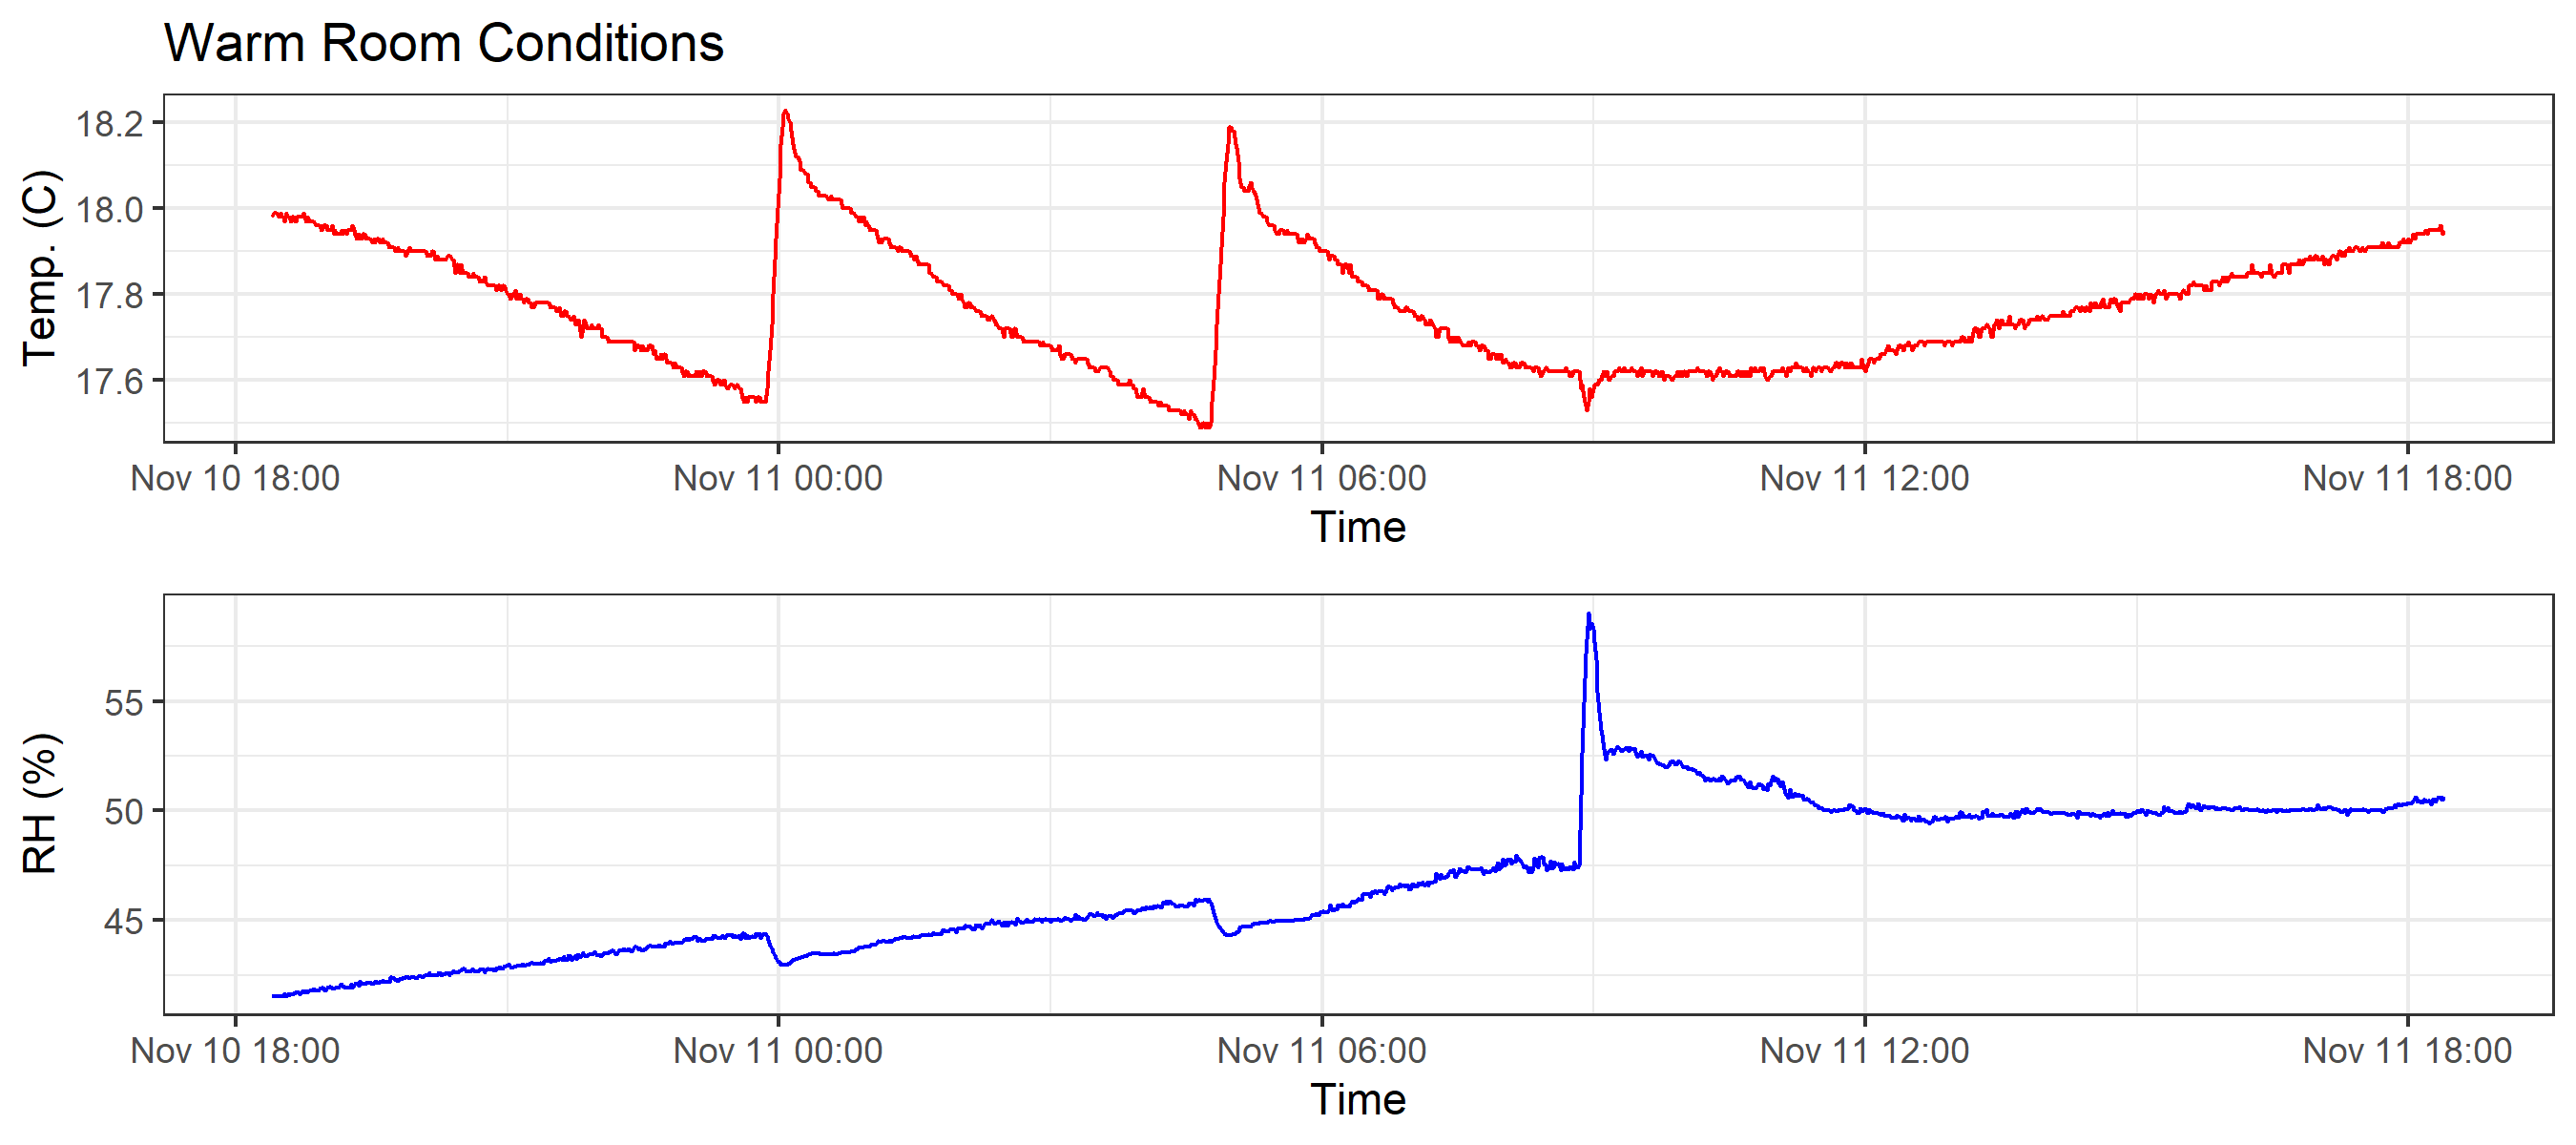 Warm Room Conditions
Temp. (C)
18.2
18.0
17.8
17.6
Nov 10 18:00 Nov 11 00:00 Nov 11 06:00 Nov 11 12:00 Nov 11 18:00
Time
RH (%)
55
50
45
Nov 10 18:00 Nov 11 00:00 Nov 11 06:00 Nov 11 12:00 Nov 11 18:00
Time